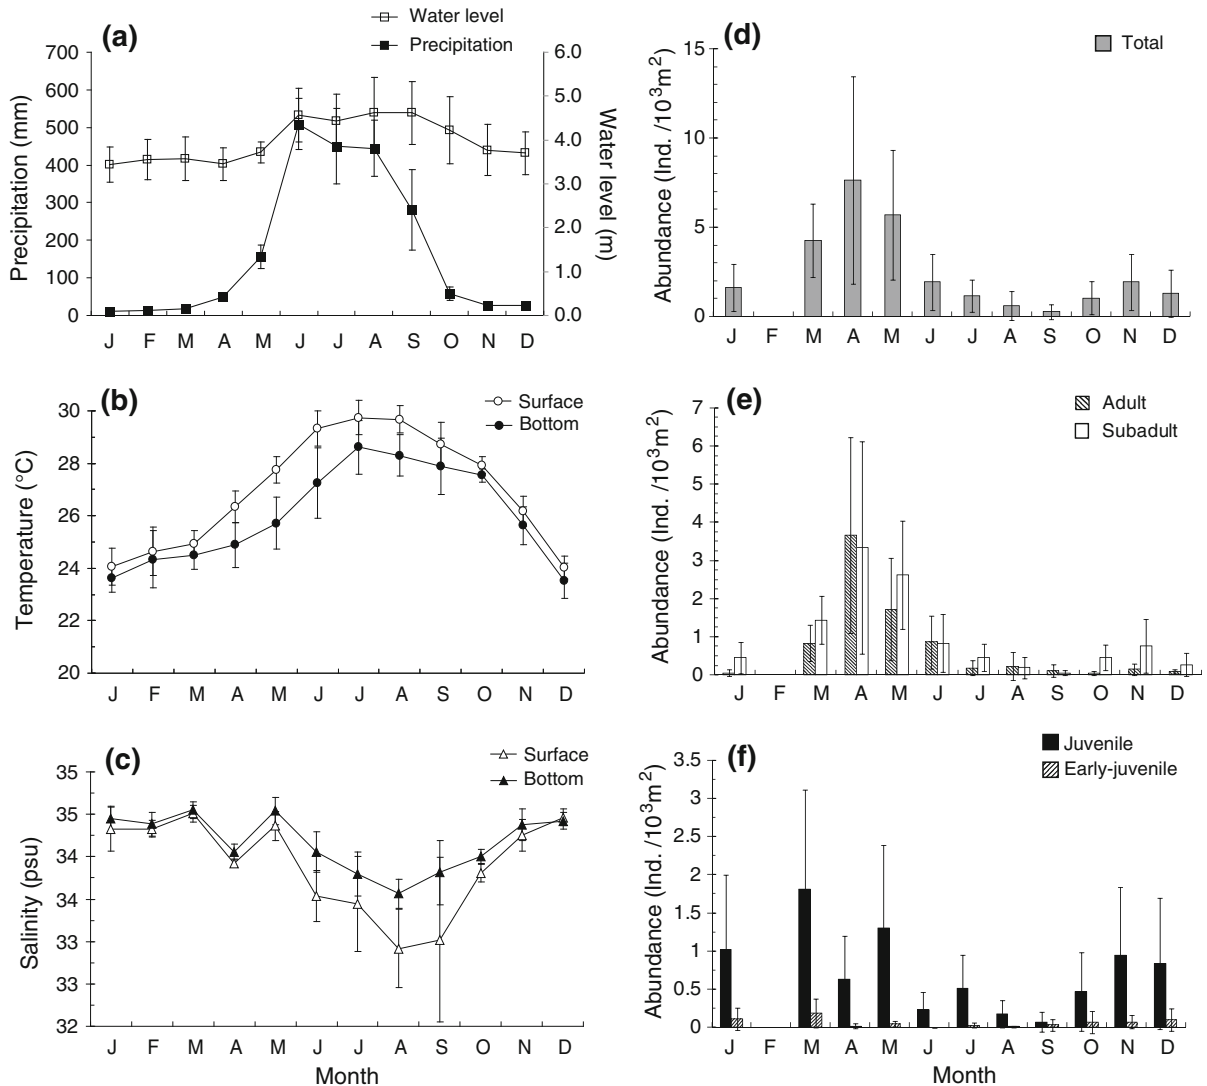 (a)
Water level
Precipitation
700
600
500
400
300
200
100
0
Precipitation (mm)
6.0
5.0
4.0
3.0
2.0
1.0
0.0
Water level (m)
J F M A M J J A S O N D
(b)
Surface
Bottom
30
28
26
24
22
20
Temperature (°C)
J F M A M J J A S O N D
(c)
Surface
Bottom
35
35
34
34
33
33
32
Salinity (psu)
J F M A M J J A S O N D
Month
(d)
Total
15
10
5
0
Abundance (Ind. /10³m²)
J F M A M J J A S O N D
(e)
Adult
Subadult
7
6
5
4
3
2
1
0
Abundance (Ind. /10³m²)
J F M A M J J A S O N D
(f)
Juvenile
Early-juvenile
3.5
3
2.5
2
1.5
1
0.5
0
Abundance (Ind. /10³m²)
J F M A M J J A S O N D
Month